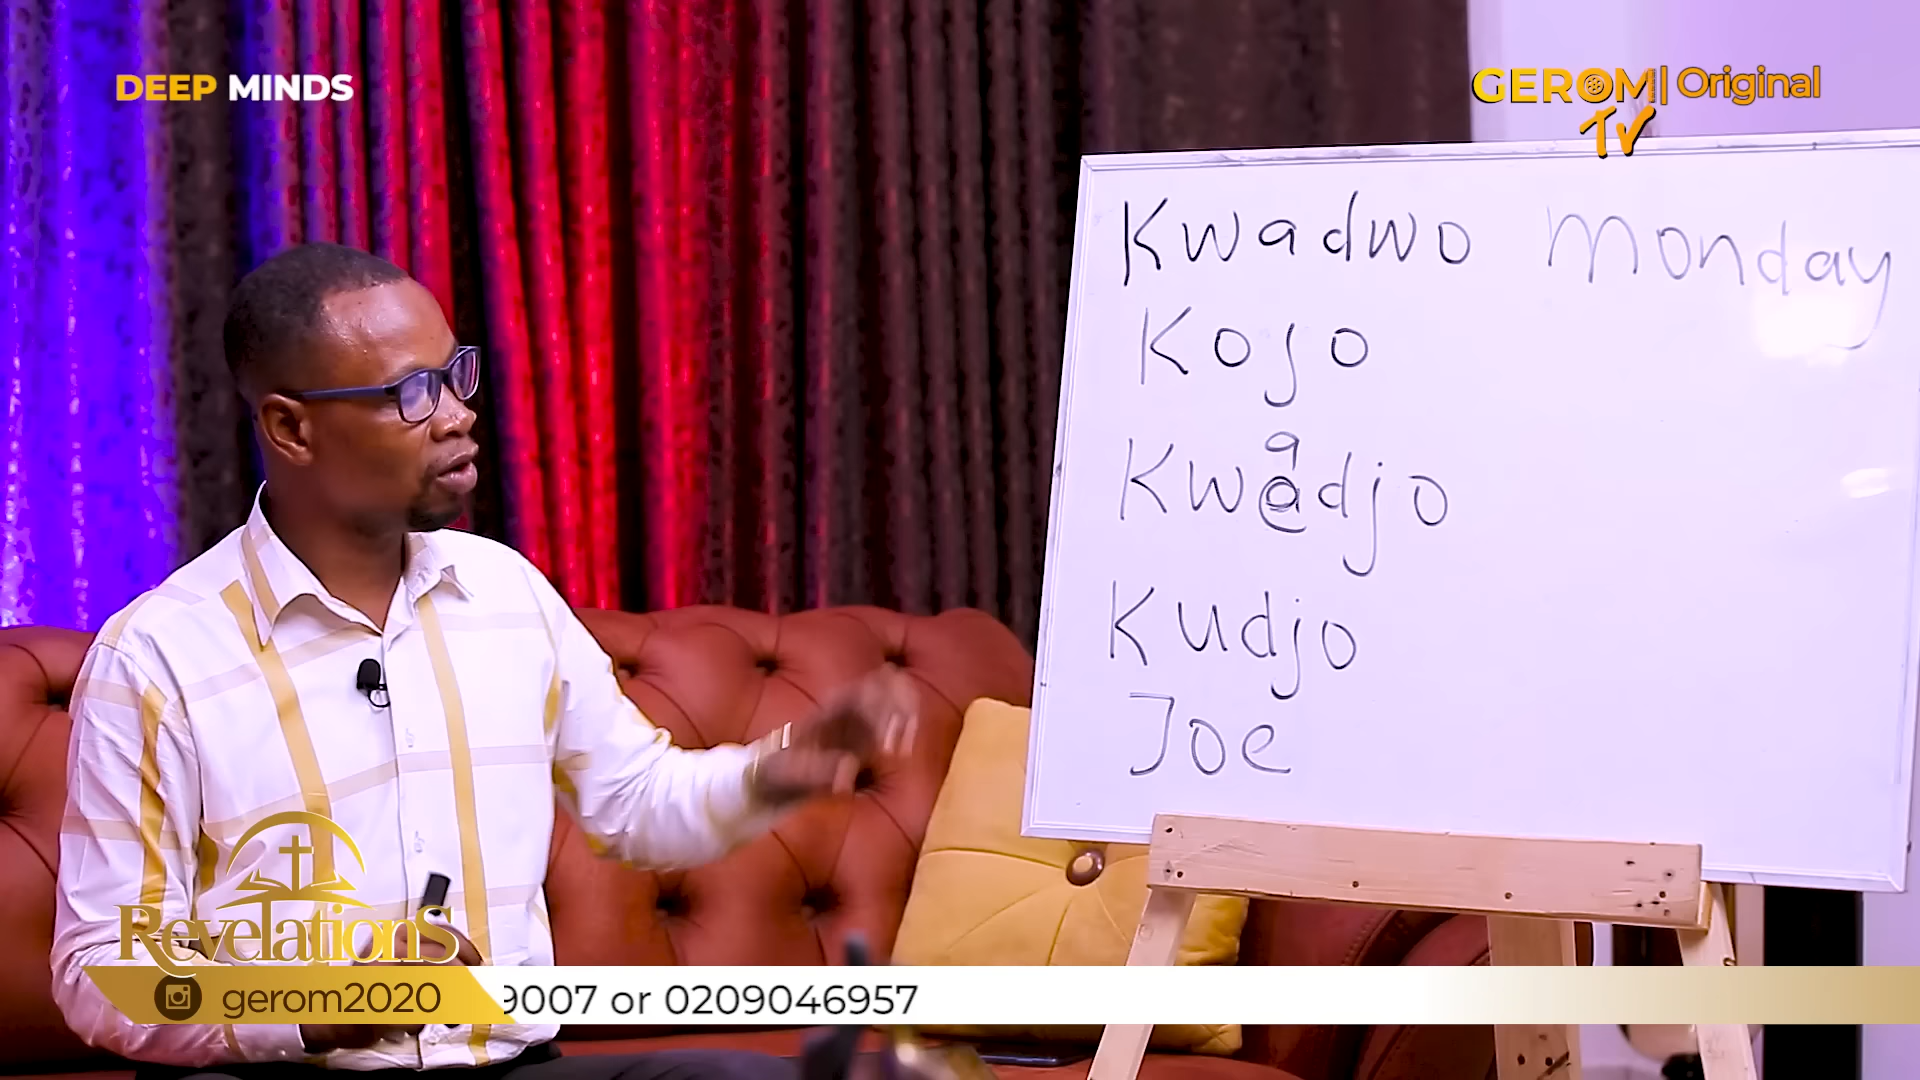 DEEP MINDS
GEROM TV | Original
Kwadwo Monday
Kojo
a
Kwadjo
Kudjo
Joe
Revelations
gerom2020
9007 or 0209046957